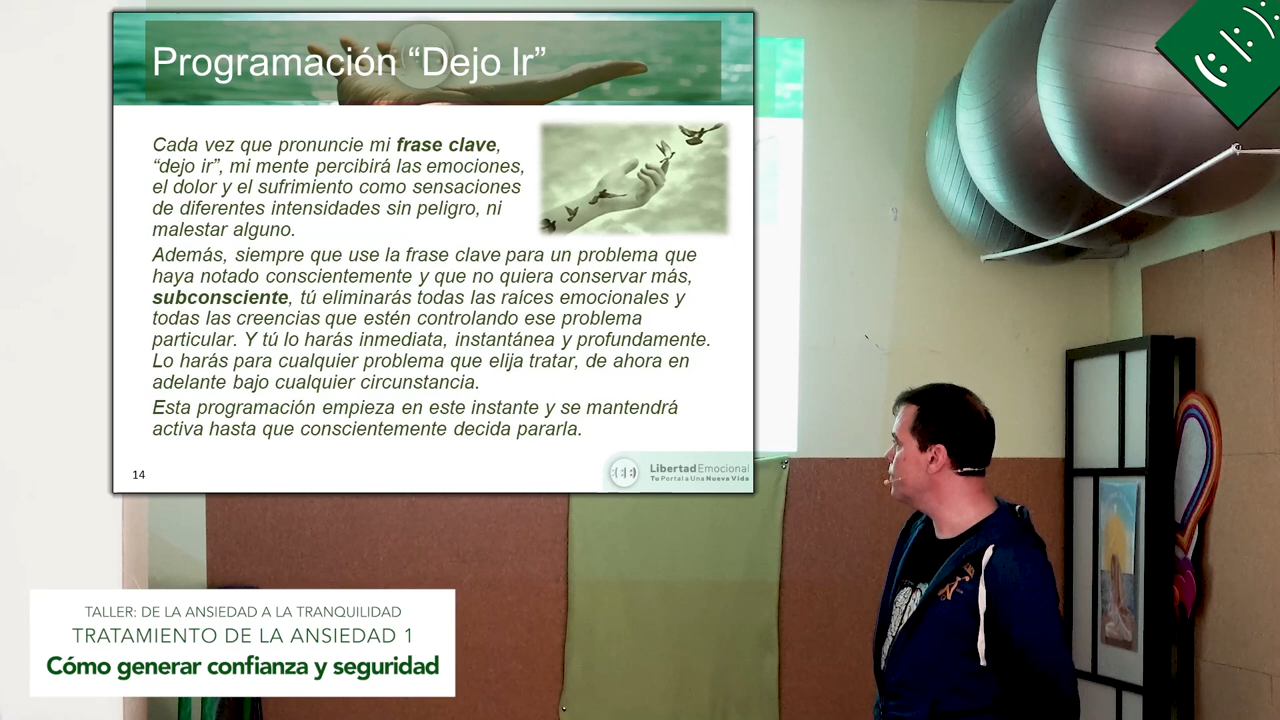 Programación “Dejo Ir”
Cada vez que pronuncie mi frase clave,
“dejo ir”, mi mente percibirá las emociones,
el dolor y el sufrimiento como sensaciones
de diferentes intensidades sin peligro, ni
malestar alguno.
Además, siempre que use la frase clave para un problema que
haya notado conscientemente y que no quiera conservar más,
subconsciente, tú eliminarás todas las raíces emocionales y
todas las creencias que estén controlando ese problema
particular. Y tú lo harás inmediata, instantánea y profundamente.
Lo harás para cualquier problema que elija tratar, de ahora en
adelante bajo cualquier circunstancia.
Esta programación empieza en este instante y se mantendrá
activa hasta que conscientemente decida pararla.
14
Libertad Emocional
Tu Portal a Una Nueva Vida
TALLER: DE LA ANSIEDAD A LA TRANQUILIDAD
TRATAMIENTO DE LA ANSIEDAD 1
Cómo generar confianza y seguridad